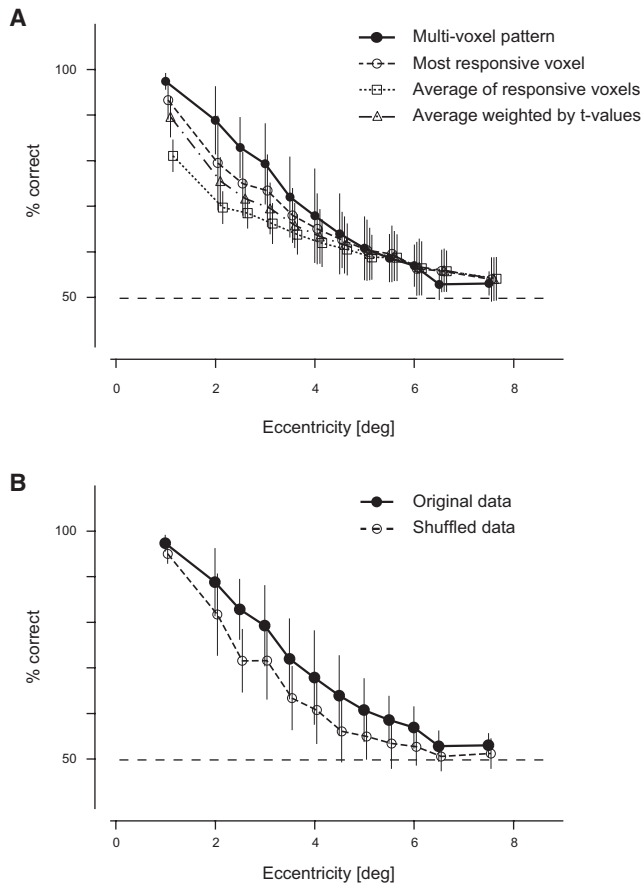 A
Multi-voxel pattern
Most responsive voxel
Average of responsive voxels
Average weighted by t-values
100
% correct
50
0 2 4 6 8
Eccentricity [deg]
B
Original data
Shuffled data
100
% correct
50
0 2 4 6 8
Eccentricity [deg]